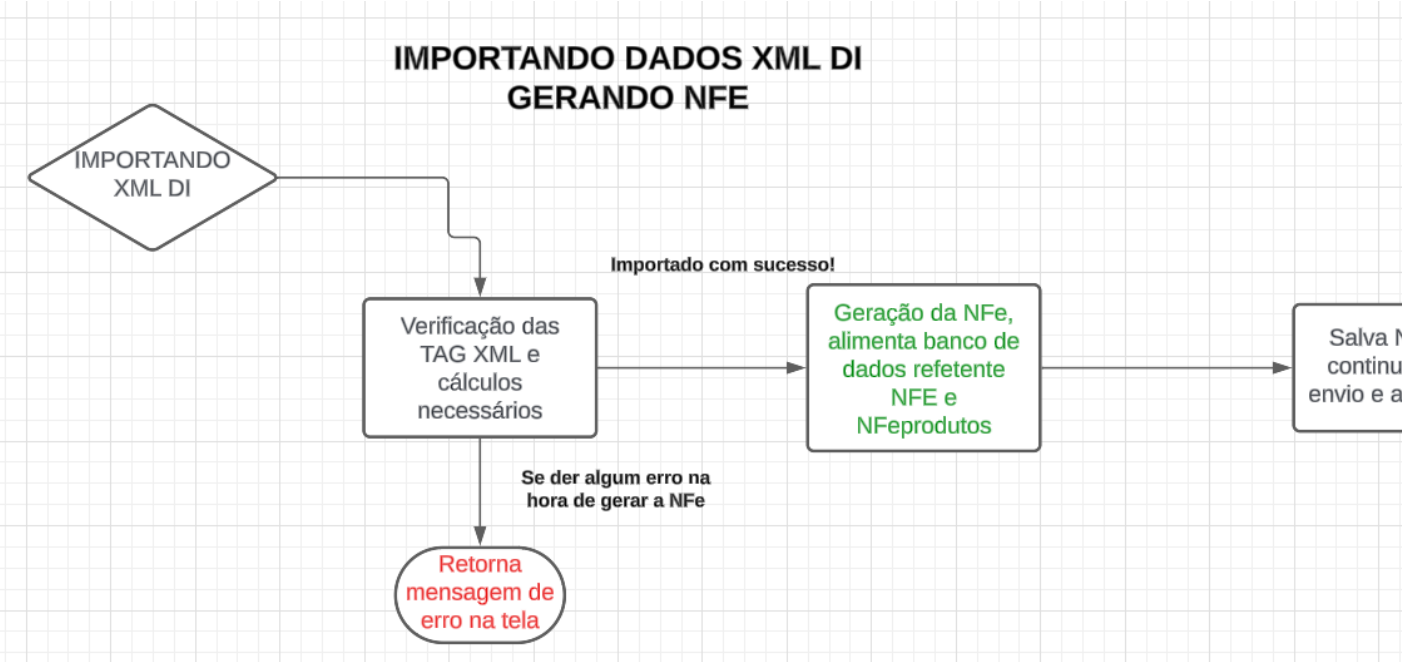 IMPORTANDO DADOS XML DI
GERANDO NFE
IMPORTANDO
XML DI
Importado com sucesso!
Verificação das
TAG XML e
cálculos
necessários
Geração da NFe,
alimenta banco de
dados refetente
NFE e
NFeprodutos
Salva
envio e
Se der algum erro na
hora de gerar a NFe
Retorna
mensagem de
erro na tela